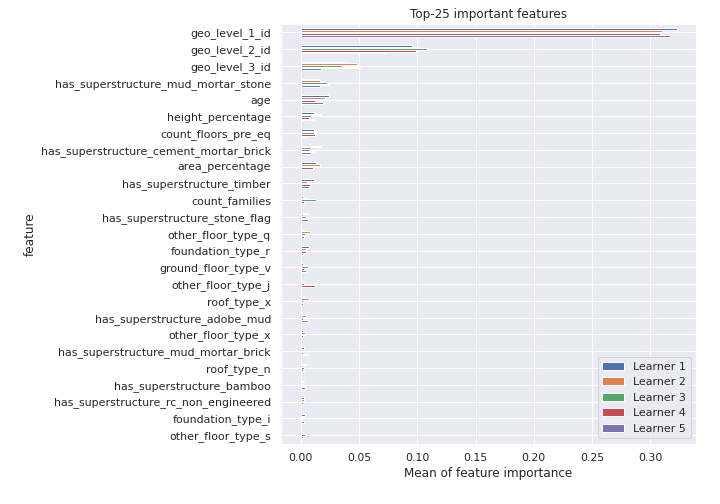 Top-25 important features
geo_level_1_id
geo_level_2_id
geo_level_3_id
has_superstructure_mud_mortar_stone
age
height_percentage
count_floors_pre_eq
has_superstructure_cement_mortar_brick
area_percentage
has_superstructure_timber
count_families
has_superstructure_stone_flag
other_floor_type_q
foundation_type_r
ground_floor_type_v
other_floor_type_j
roof_type_x
has_superstructure_adobe_mud
other_floor_type_x
has_superstructure_mud_mortar_brick
roof_type_n
has_superstructure_bamboo
has_superstructure_rc_non_engineered
foundation_type_i
other_floor_type_s
feature
Learner 1
Learner 2
Learner 3
Learner 4
Learner 5
0.00 0.05 0.10 0.15 0.20 0.25 0.30
Mean of feature importance